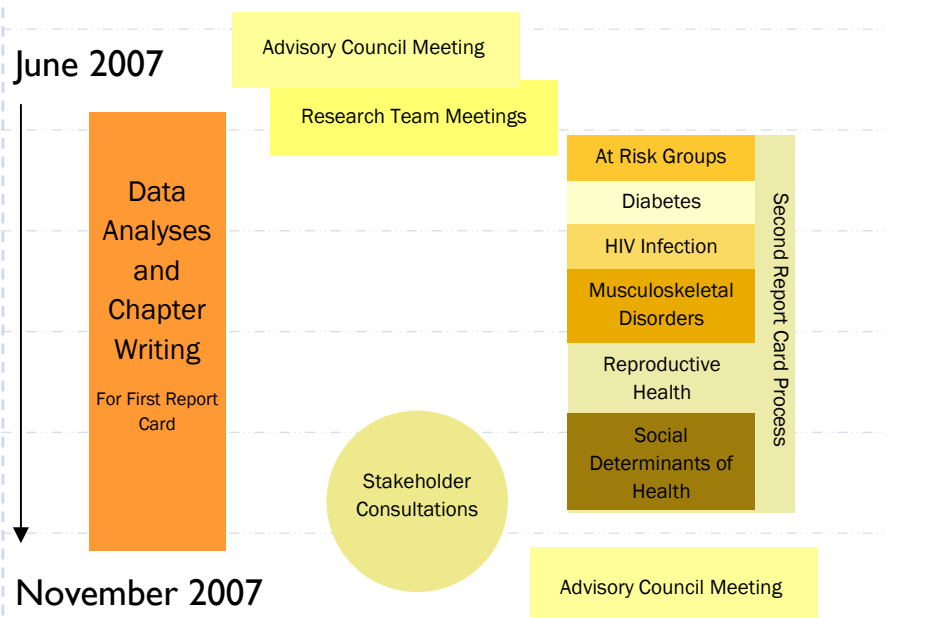 June 2007
Advisory Council Meeting
Research Team Meetings
Data
Analyses
and
Chapter
Writing
For First Report
Card
At Risk Groups
Diabetes
HIV Infection
Musculoskeletal
Disorders
Reproductive
Health
Social
Determinants of
Health
Second Report Card Process
Stakeholder
Consultations
November 2007
Advisory Council Meeting